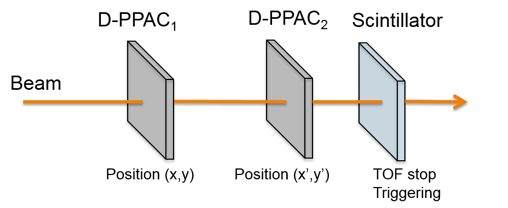 D-PPAC₁
D-PPAC₂
Scintillator
Beam
Position (x,y)
Position (x’,y’)
TOF stop
Triggering